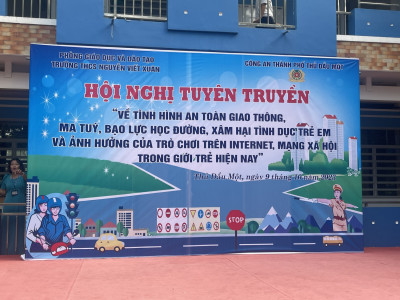 PHÒNG GIÁO DỤC VÀ ĐÀO TẠO
TRƯỜNG THCS NGUYỄN VIẾT XUÂN
CÔNG AN THÀNH PHỐ THỦ DẦU MỘT
HỘI NGHỊ TUYÊN TRUYỀN
"VỀ TÌNH HÌNH AN TOÀN GIAO THÔNG,
MA TUÝ, BẠO LỰC HỌC ĐƯỜNG, XÂM HẠI TÌNH DỤC TRẺ EM
VÀ ẢNH HƯỞNG CỦA TRÒ CHƠI TRÊN INTERNET, MẠNG XÃ HỘI
TRONG GIỚI TRẺ HIỆN NAY"
Thủ Dầu Một, ngày 9 tháng 10 năm
STOP